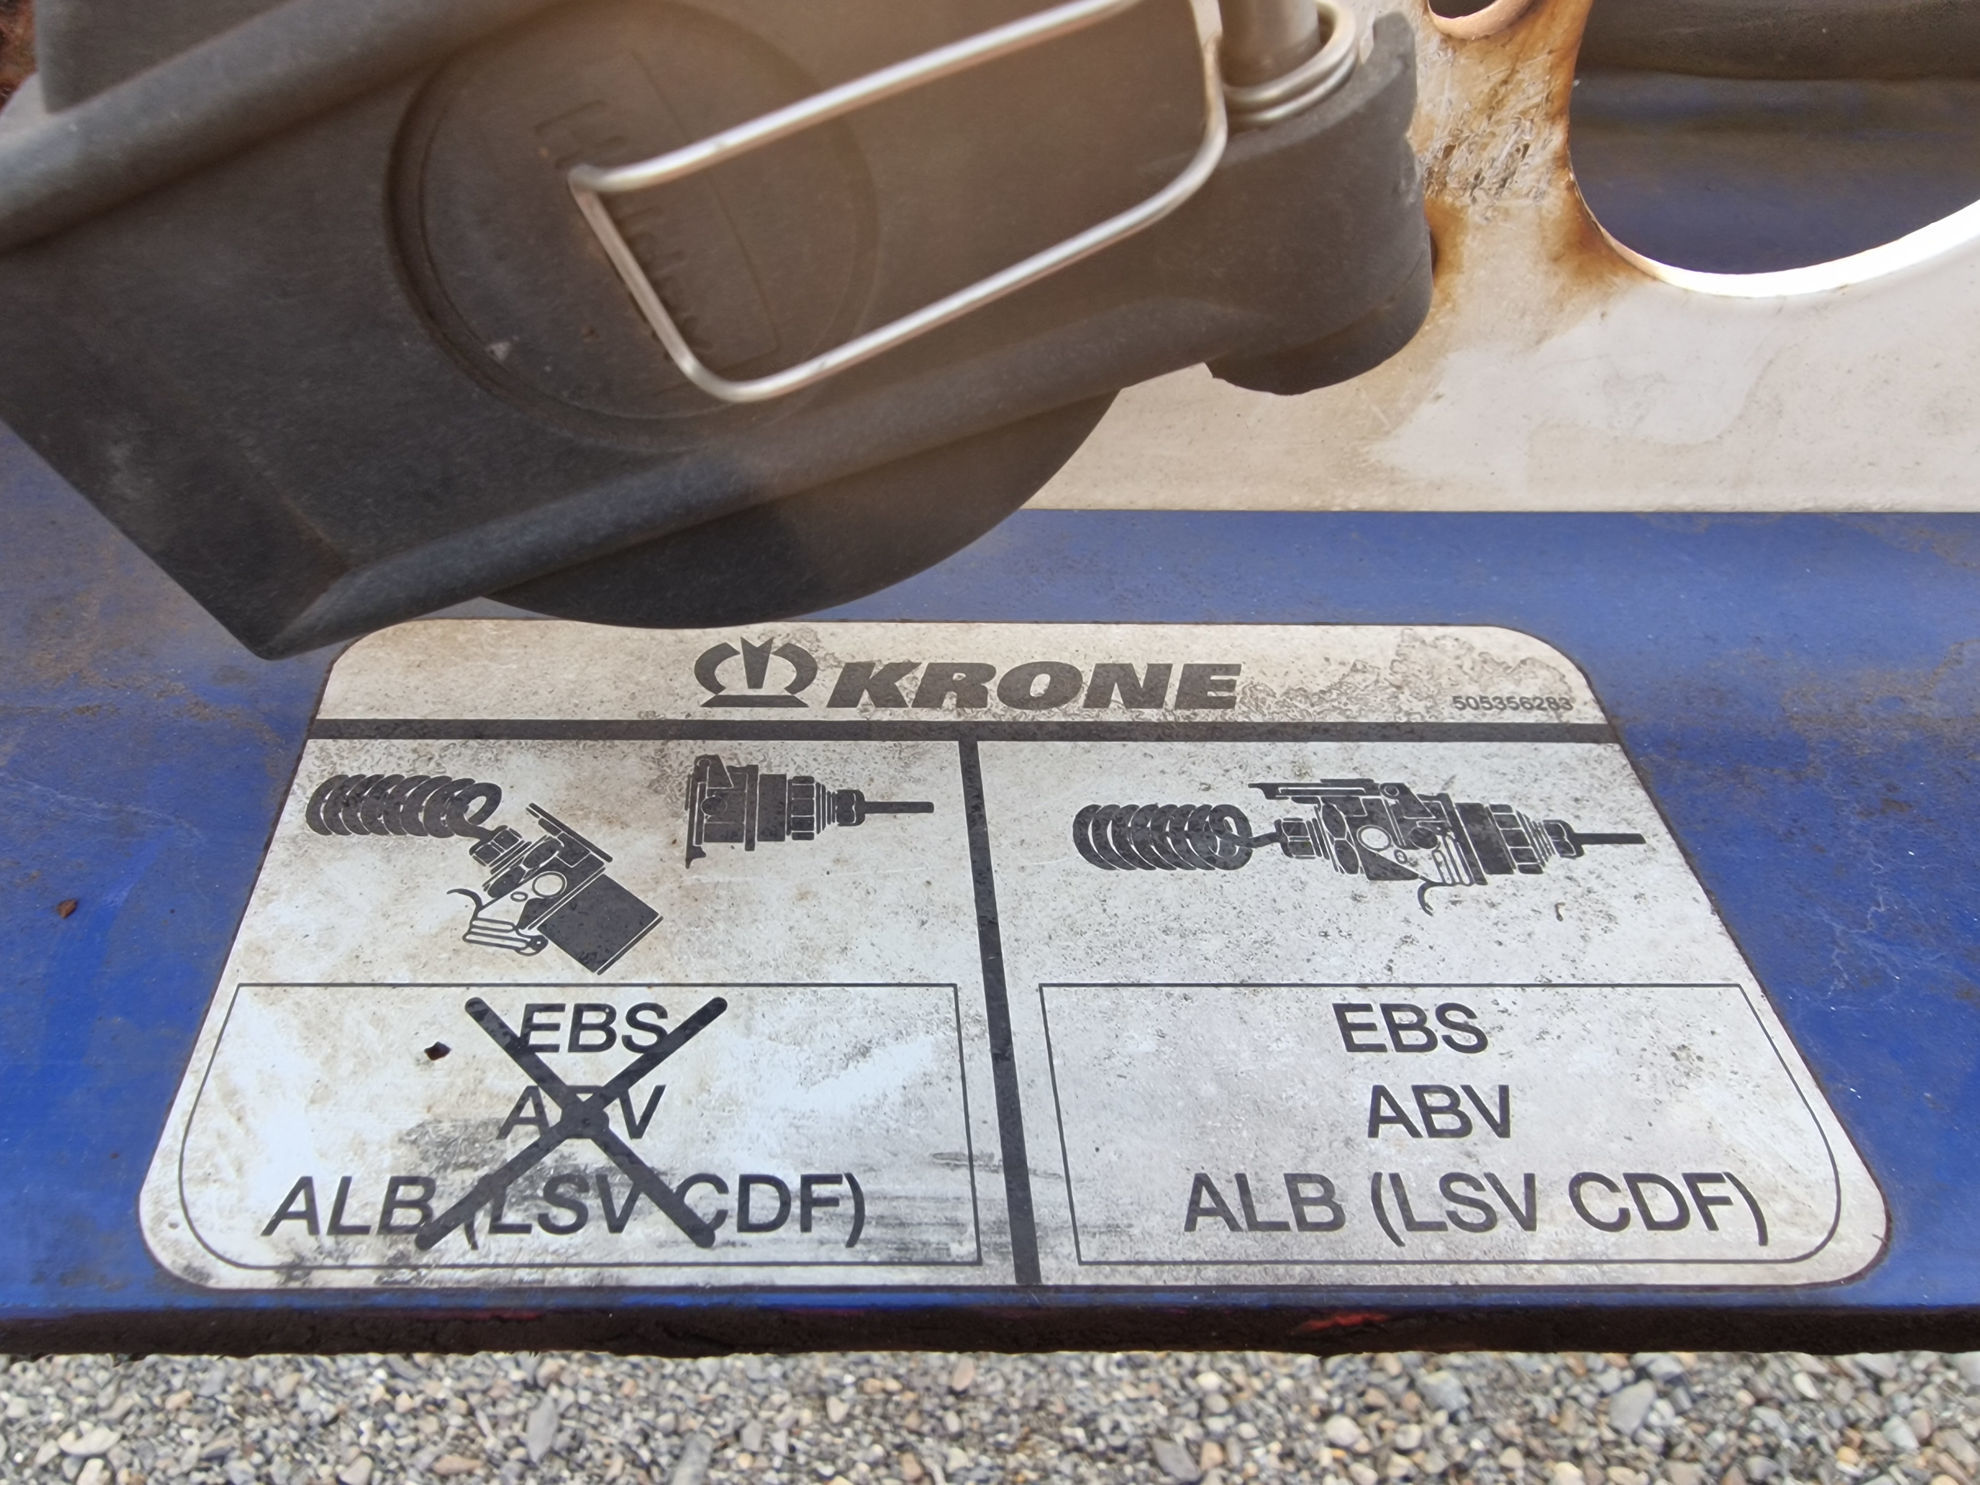 KRONE
505356283
EBS
ABV
ALB (LSV CDF)
EBS
ABV
ALB (LSV CDF)